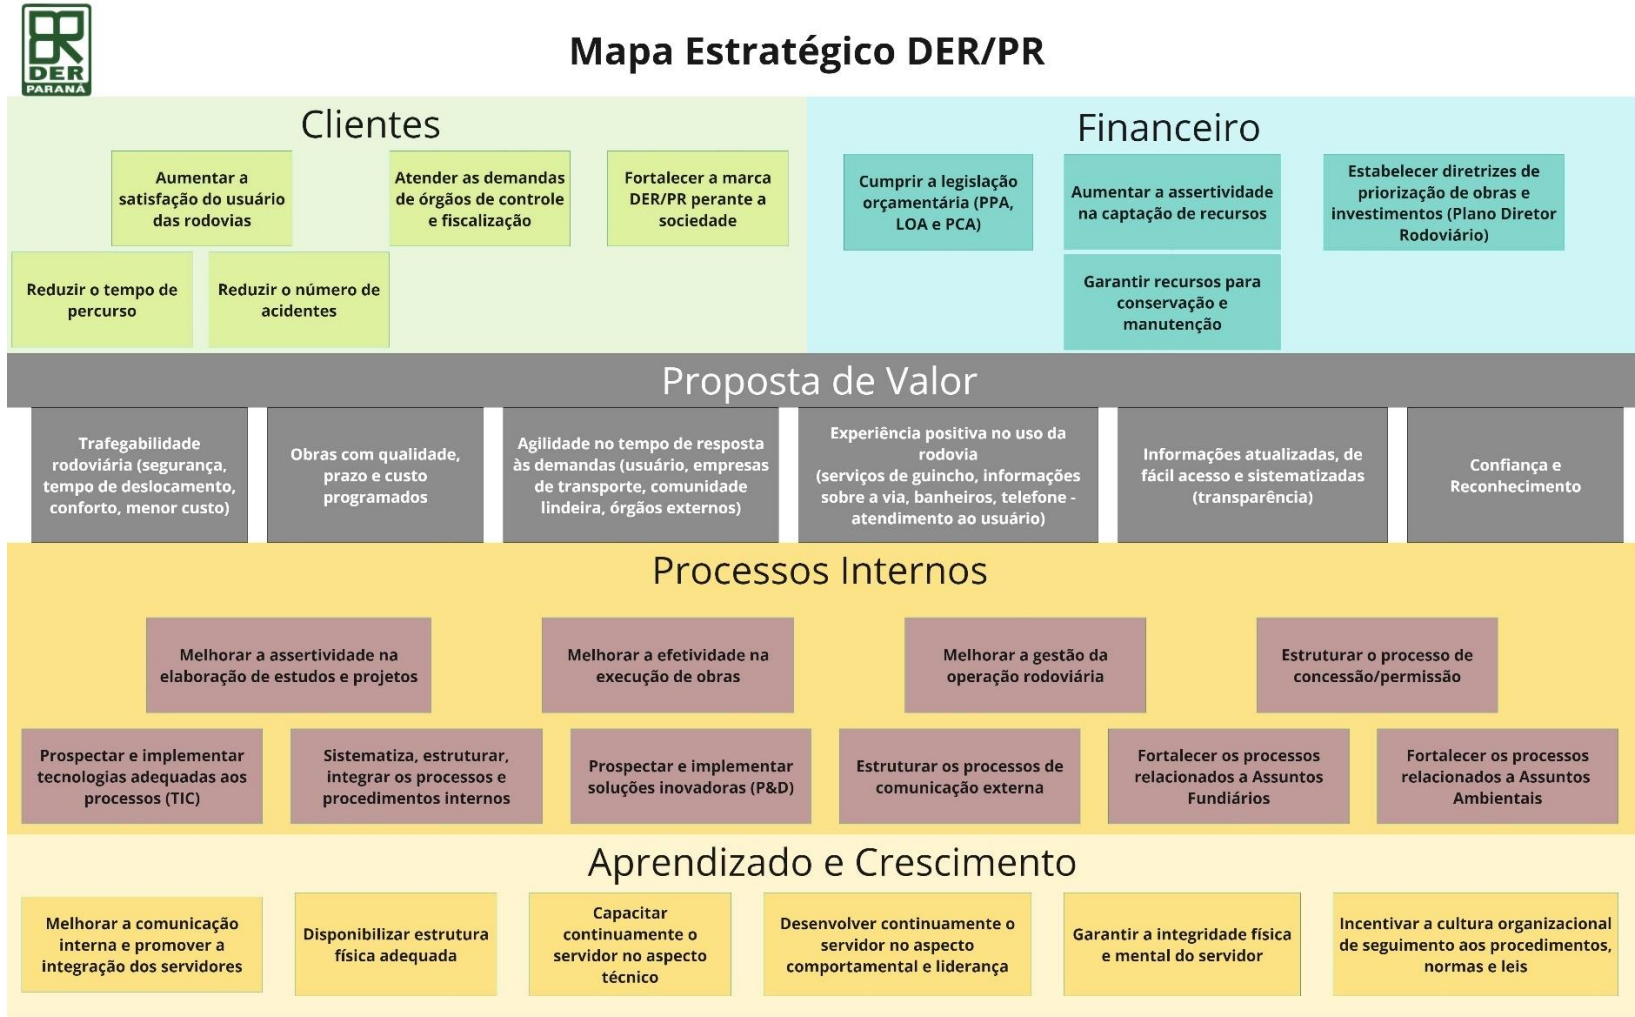 DER
PARANÁ
Mapa Estratégico DER/PR
Clientes
Aumentar a
satisfação do usuário
das rodovias
Atender as demandas
de órgãos de controle
e fiscalização
Fortalecer a marca
DER/PR perante a
sociedade
Reduzir o tempo de
percurso
Reduzir o número de
acidentes
Financeiro
Cumprir a legislação
orçamentária (PPA,
LOA e PCA)
Aumentar a assertividade
na captação de recursos
Estabelecer diretrizes de
priorização de obras e
investimentos (Plano Diretor
Rodoviário)
Garantir recursos para
conservação e
manutenção
Proposta de Valor
Trafegabilidade
rodoviária (segurança,
tempo de deslocamento,
conforto, menor custo)
Obras com qualidade,
prazo e custo
programados
Agilidade no tempo de resposta
às demandas (usuário, empresas
de transporte, comunidade
lindeira, órgãos externos)
Experiência positiva no uso da
rodovia
(serviços de guincho, informações
sobre a via, banheiros, telefone -
atendimento ao usuário)
Informações atualizadas, de
fácil acesso e sistematizadas
(transparência)
Confiança e
Reconhecimento
Processos Internos
Melhorar a assertividade na
elaboração de estudos e projetos
Melhorar a efetividade na
execução de obras
Melhorar a gestão da
operação rodoviária
Estruturar o processo de
concessão/permissão
Prospectar e implementar
tecnologias adequadas aos
processos (TIC)
Sistematiza, estruturar,
integrar os processos e
procedimentos internos
Prospectar e implementar
soluções inovadoras (P&D)
Estruturar os processos de
comunicação externa
Fortalecer os processos
relacionados a Assuntos
Fundiários
Fortalecer os processos
relacionados a Assuntos
Ambientais
Aprendizado e Crescimento
Melhorar a comunicação
interna e promover a
integração dos servidores
Disponibilizar estrutura
física adequada
Capacitar
continuamente o
servidor no aspecto
técnico
Desenvolver continuamente o
servidor no aspecto
comportamental e liderança
Garantir a integridade física
e mental do servidor
Incentivar a cultura organizacional
de seguimento aos procedimentos,
normas e leis